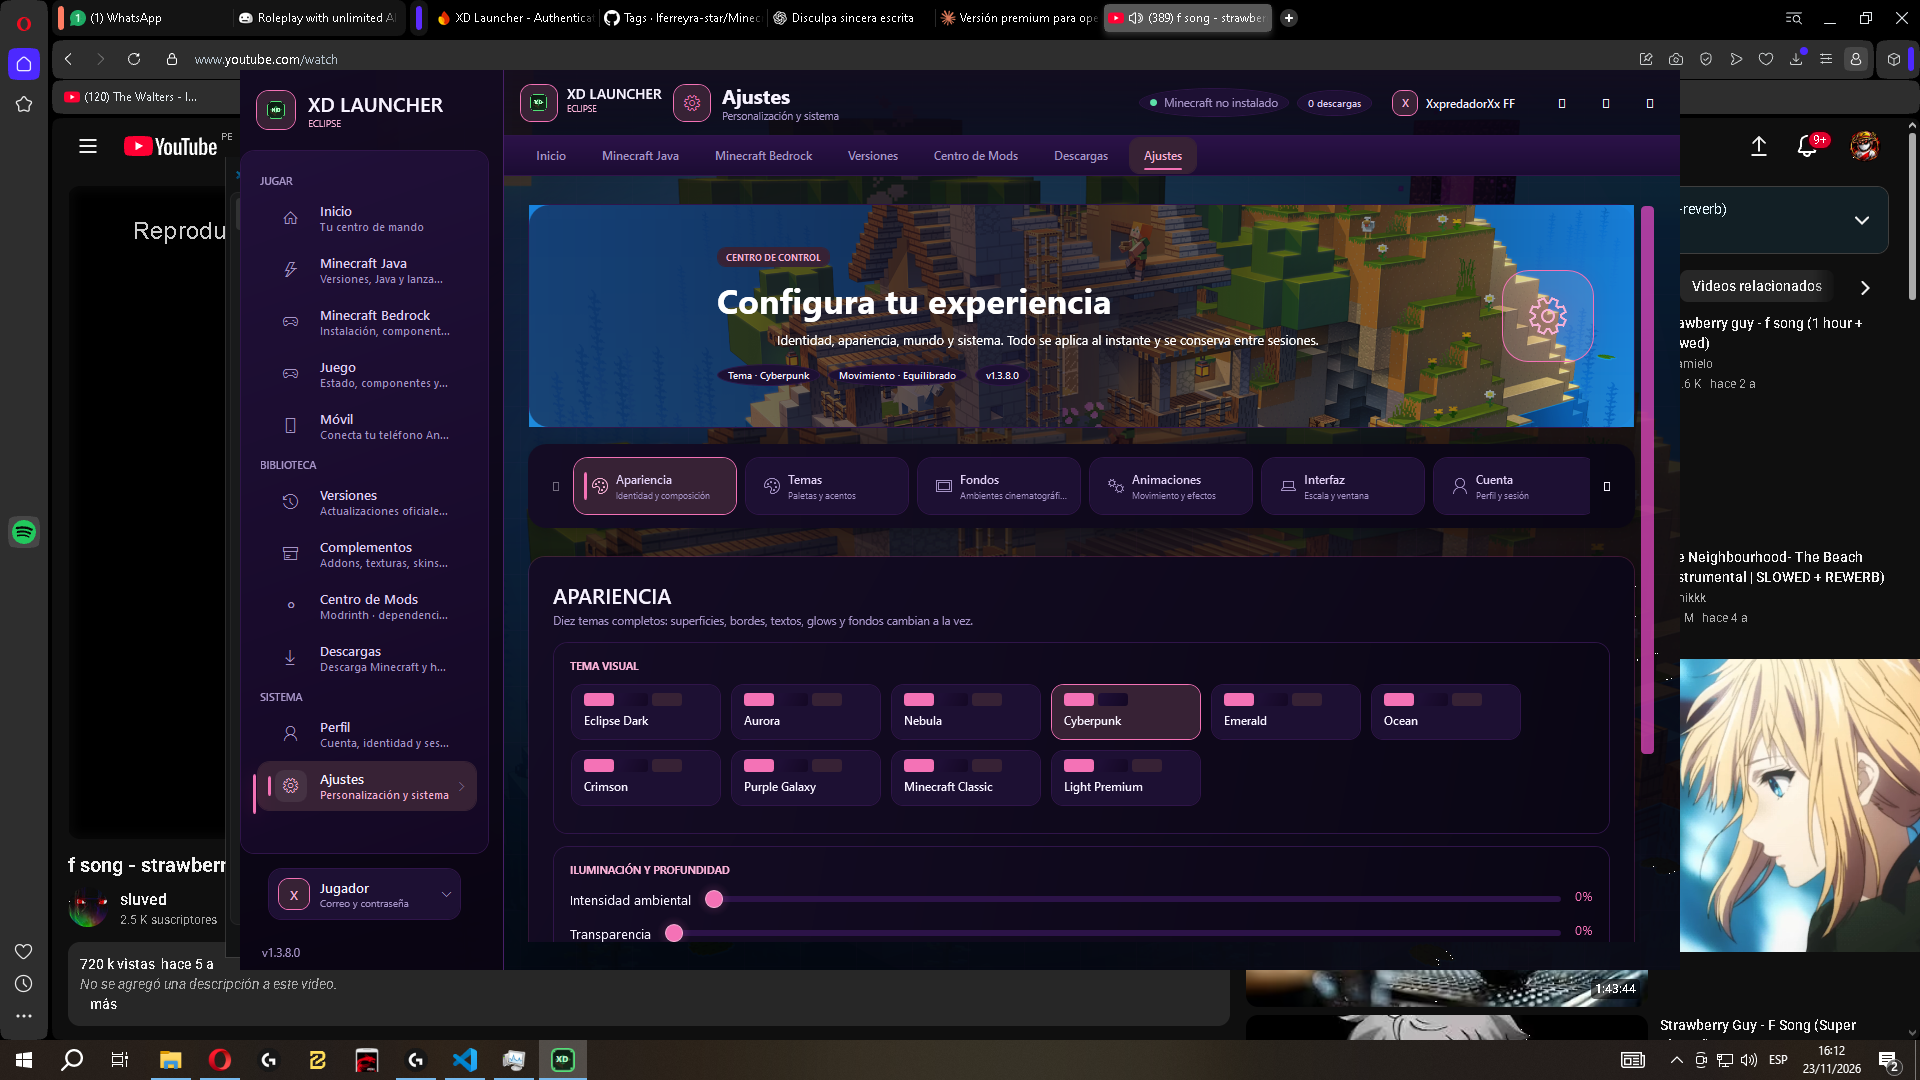 (1) WhatsApp
Roleplay with unlimited A
XD Launcher - Authentica
Tags · lferreyra-star/Minec
Disculpa sincera escrita
Versión premium para ope
(389) f song - strawber
www.youtube.com/watch
(120) The Walters - I...
YouTube
PE
Reprodu
XD
XD LAUNCHER
ECLIPSE
JUGAR
Inicio
Tu centro de mando
Minecraft Java
Versiones, Java y lanza...
Minecraft Bedrock
Instalación, component...
Juego
Estado, componentes y...
Móvil
Conecta tu teléfono An...
BIBLIOTECA
Versiones
Actualizaciones oficiale...
Complementos
Addons, texturas, skins...
Centro de Mods
Modrinth · dependenci...
Descargas
Descarga Minecraft y h...
SISTEMA
Perfil
Cuenta, identidad y ses...
Ajustes
Personalización y sistema
X
Jugador
Correo y contraseña
v1.3.8.0
XD
XD LAUNCHER
ECLIPSE
Ajustes
Personalización y sistema
Minecraft no instalado
0 descargas
X
XxpredadorXx FF
Inicio
Minecraft Java
Minecraft Bedrock
Versiones
Centro de Mods
Descargas
Ajustes
CENTRO DE CONTROL
Configura tu experiencia
Identidad, apariencia, mundo y sistema. Todo se aplica al instante y se conserva entre sesiones.
Tema · Cyberpunk
Movimiento · Equilibrado
v1.3.8.0
Apariencia
Identidad y composición
Temas
Paletas y acentos
Fondos
Ambientes cinematográfi...
Animaciones
Movimiento y efectos
Interfaz
Escala y ventana
Cuenta
Perfil y sesión
APARIENCIA
Diez temas completos: superficies, bordes, textos, glows y fondos cambian a la vez.
TEMA VISUAL
Eclipse Dark
Aurora
Nebula
Cyberpunk
Emerald
Ocean
Crimson
Purple Galaxy
Minecraft Classic
Light Premium
ILUMINACIÓN Y PROFUNDIDAD
Intensidad ambiental
0%
Transparencia
0%
9+
-reverb)
Videos relacionados
awberry guy - f song (1 hour +
wed)
amielo
.6 K hace 2 a
e Neighbourhood- The Beach
strumental | SLOWED + REWERB)
nikkk
M hace 4 a
1:43:44
Strawberry Guy - F Song (Super
f song - strawberr
sluved
2.5 K suscriptores
720 k vistas hace 5 a
No se agregó una descripción a este video.
más
XD
ESP
16:12
23/11/2026
2